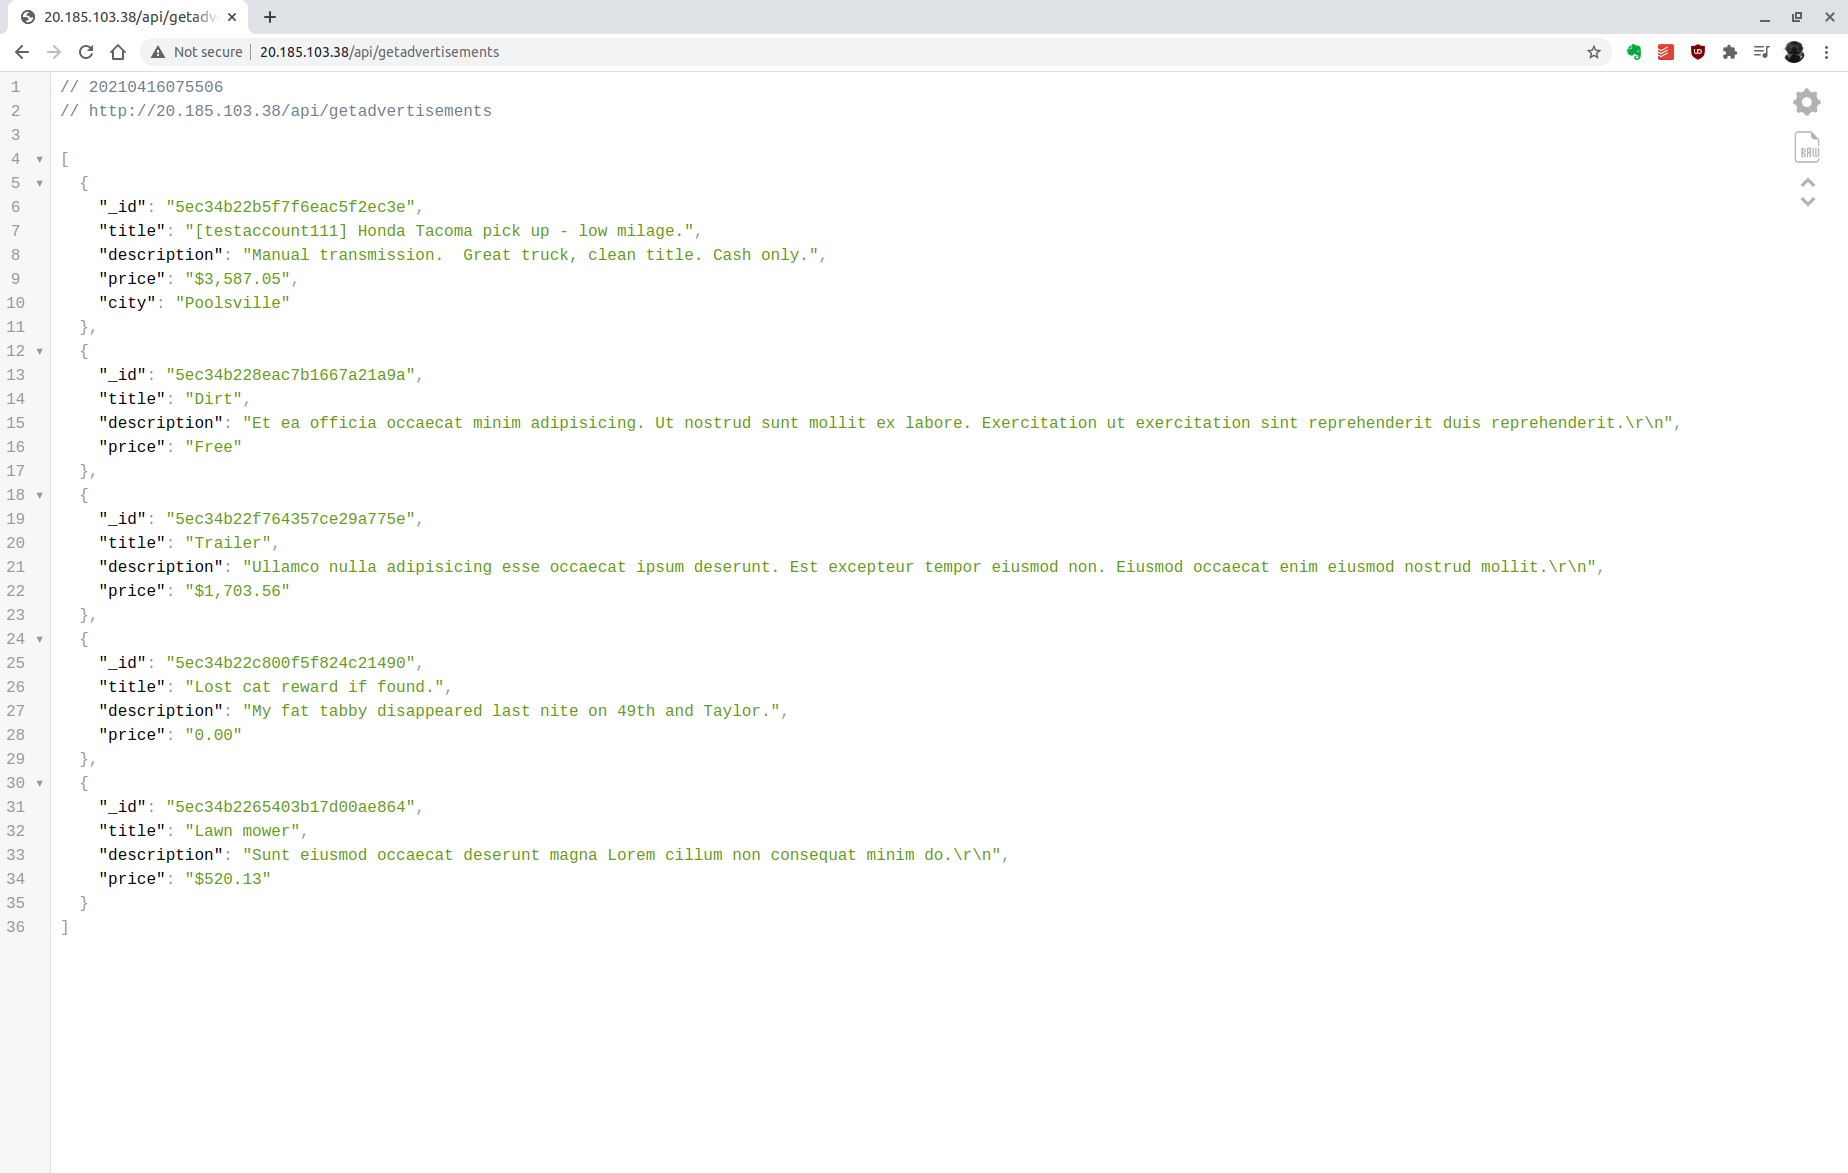 20.185.103.38/api/getadv
Not secure 20.185.103.38/api/getadvertisements
1 // 20210416075506
2 // http://20.185.103.38/api/getadvertisements
3
4 [
5 {
6 "_id": "5ec34b22b5f7f6eac5f2ec3e",
7 "title": "[testaccount111] Honda Tacoma pick up - low milage.",
8 "description": "Manual transmission.  Great truck, clean title. Cash only.",
9 "price": "$3,587.05",
10 "city": "Poolsville"
11 },
12 {
13 "_id": "5ec34b228eac7b1667a21a9a",
14 "title": "Dirt",
15 "description": "Et ea officia occaecat minim adipisicing. Ut nostrud sunt mollit ex labore. Exercitation ut exercitation sint reprehenderit duis reprehenderit.\r\n",
16 "price": "Free"
17 },
18 {
19 "_id": "5ec34b22f764357ce29a775e",
20 "title": "Trailer",
21 "description": "Ullamco nulla adipisicing esse occaecat ipsum deserunt. Est excepteur tempor eiusmod non. Eiusmod occaecat enim eiusmod nostrud mollit.\r\n",
22 "price": "$1,703.56"
23 },
24 {
25 "_id": "5ec34b22c800f5f824c21490",
26 "title": "Lost cat reward if found.",
27 "description": "My fat tabby disappeared last nite on 49th and Taylor.",
28 "price": "0.00"
29 },
30 {
31 "_id": "5ec34b2265403b17d00ae864",
32 "title": "Lawn mower",
33 "description": "Sunt eiusmod occaecat deserunt magna Lorem cillum non consequat minim do.\r\n",
34 "price": "$520.13"
35 }
36 ]
RAW